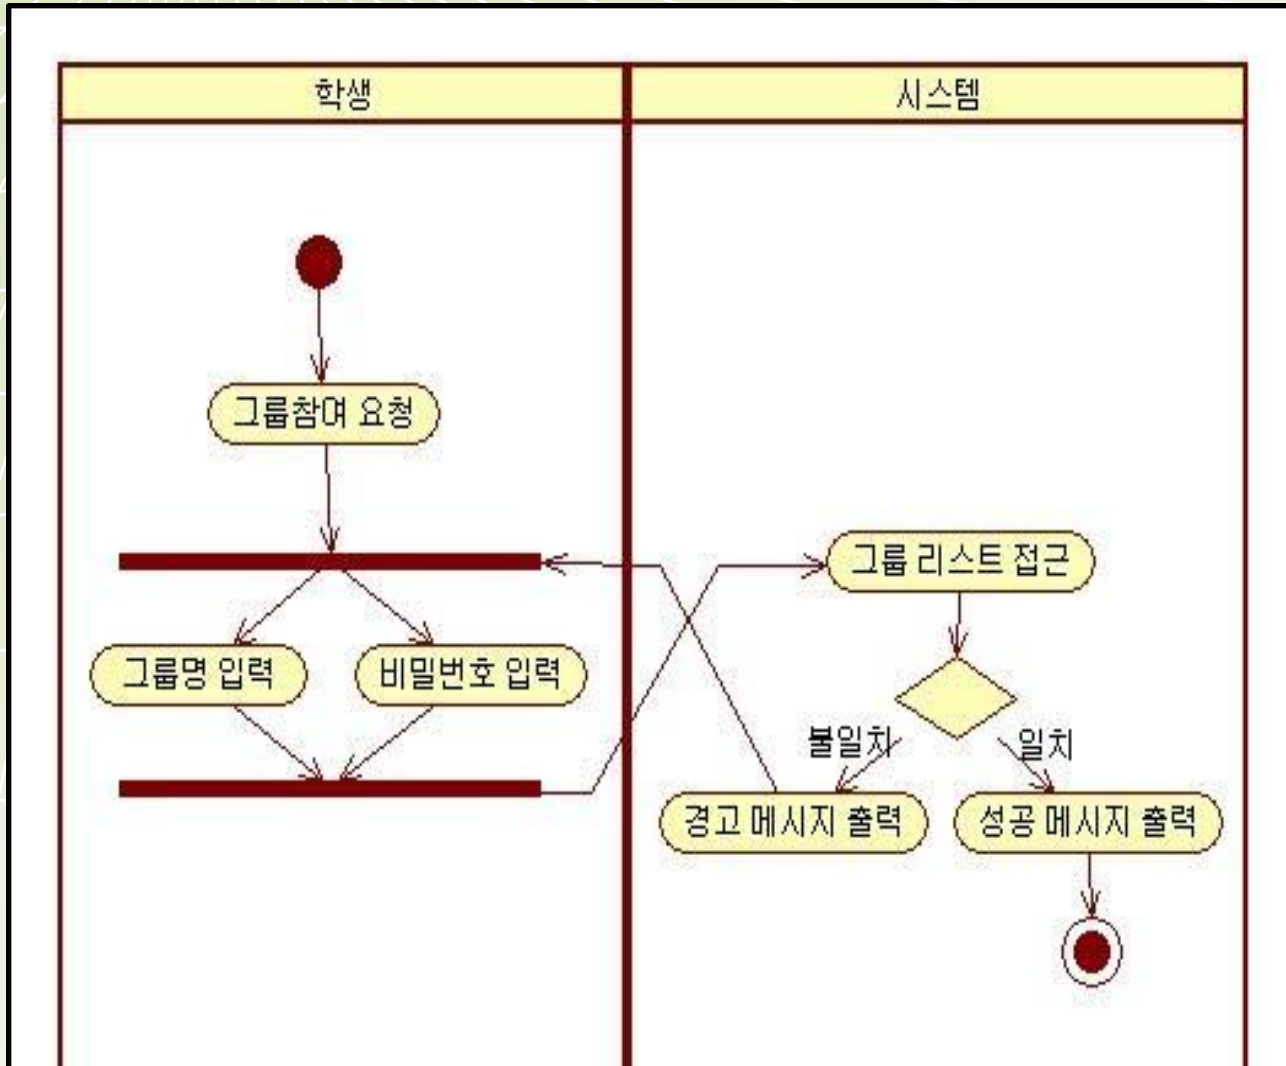 학생
시스템
그룹참여 요청
그룹 리스트 접근
그룹명 입력
비밀번호 입력
불일치
일치
경고 메시지 출력
성공 메시지 출력